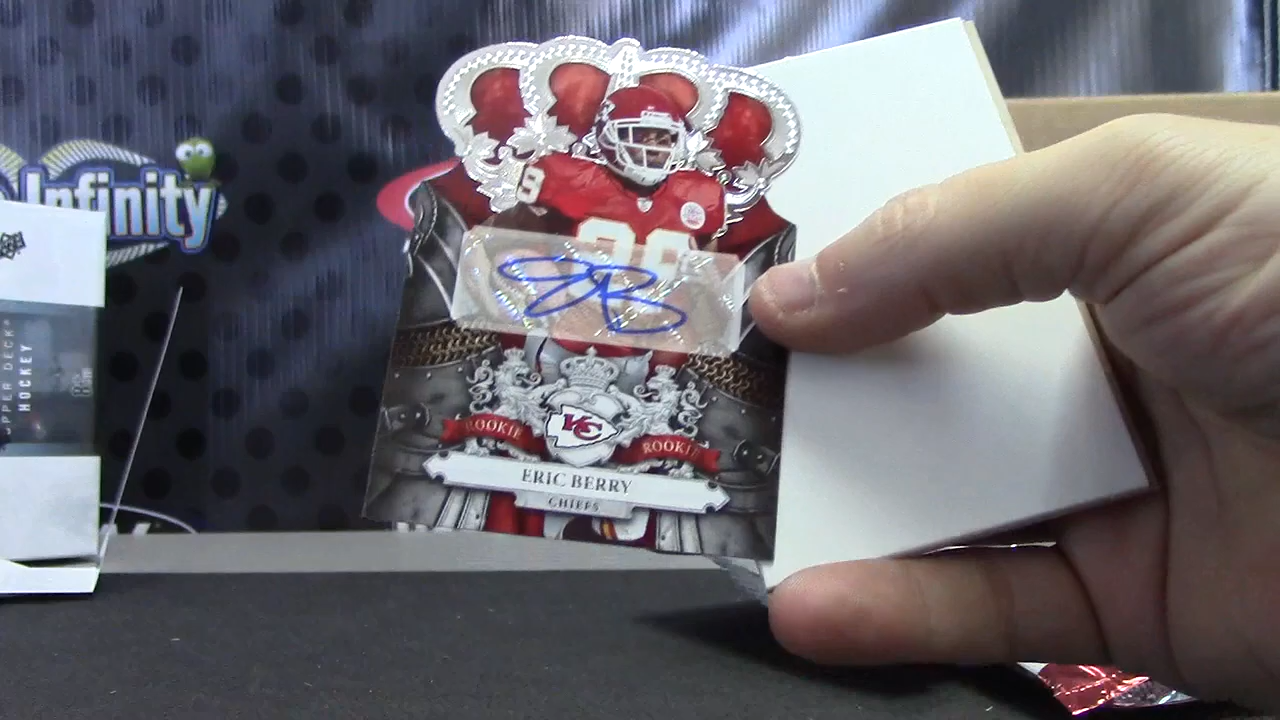 Infinity
UPPER DECK
HOCKEY
KC
ROOKIE ROOKIE
ERIC BERRY
CHIEFS